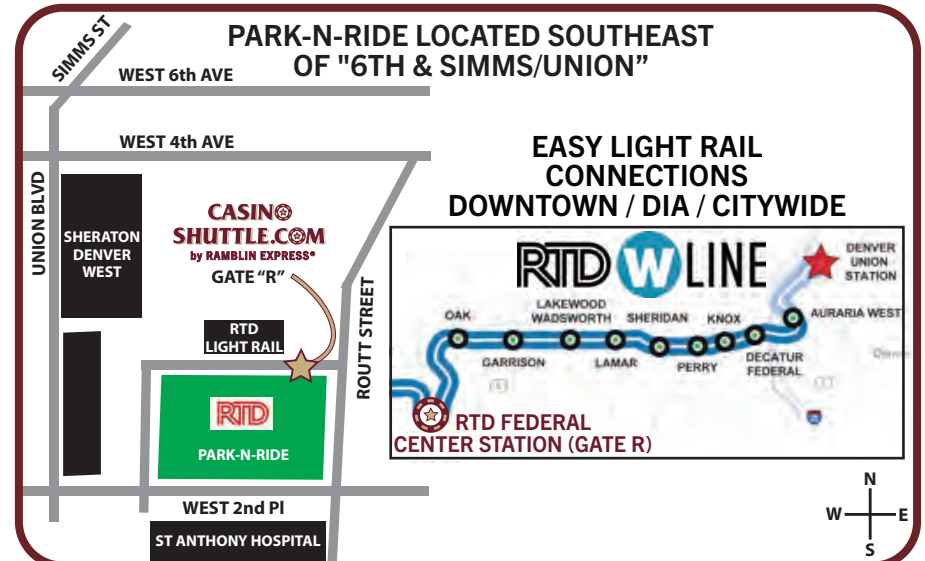 PARK-N-RIDE LOCATED SOUTHEAST
OF "6TH & SIMMS/UNION”
SIMMS ST
WEST 6th AVE
WEST 4th AVE
UNION BLVD
SHERATON
DENVER
WEST
CASINO
SHUTTLE.COM
by RAMBLIN EXPRESS®
GATE “R”
RTD
LIGHT RAIL
ROUTT STREET
RTD
PARK-N-RIDE
WEST 2nd Pl
ST ANTHONY HOSPITAL
EASY LIGHT RAIL
CONNECTIONS
DOWNTOWN / DIA / CITYWIDE
RTD W LINE
DENVER
UNION
STATION
AURARIA WEST
OAK
LAKEWOOD
WADSWORTH
SHERIDAN
KNOX
GARRISON
LAMAR
PERRY
DECATUR
FEDERAL
RTD FEDERAL
CENTER STATION (GATE R)
N
W
E
S